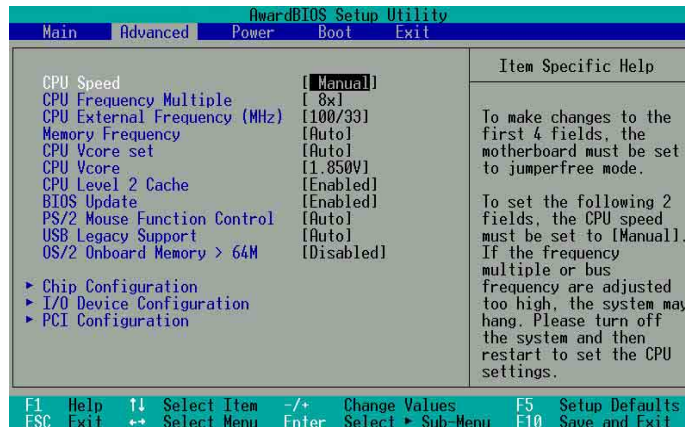 AwardBIOS Setup Utility
Main Advanced Power Boot Exit
CPU Speed [ Manual]
CPU Frequency Multiple [ 8x]
CPU External Frequency (MHz) [100/33]
Memory Frequency [Auto]
CPU Vcore set [Auto]
CPU Vcore [1.850V]
CPU Level 2 Cache [Enabled]
BIOS Update [Enabled]
PS/2 Mouse Function Control [Auto]
USB Legacy Support [Auto]
OS/2 Onboard Memory > 64M [Disabled]
▸ Chip Configuration
▸ I/O Device Configuration
▸ PCI Configuration
Item Specific Help
To make changes to the
first 4 fields, the
motherboard must be set
to jumperfree mode.
To set the following 2
fields, the CPU speed
must be set to [Manual].
If the frequency
multiple or bus
frequency are adjusted
too high, the system may
hang. Please turn off
the system and then
restart to set the CPU
settings.
F1 Help ↑↓ Select Item -/+ Change Values F5 Setup Defaults
ESC Exit ←→ Select Menu Enter Select ▸ Sub-Menu F10 Save and Exit